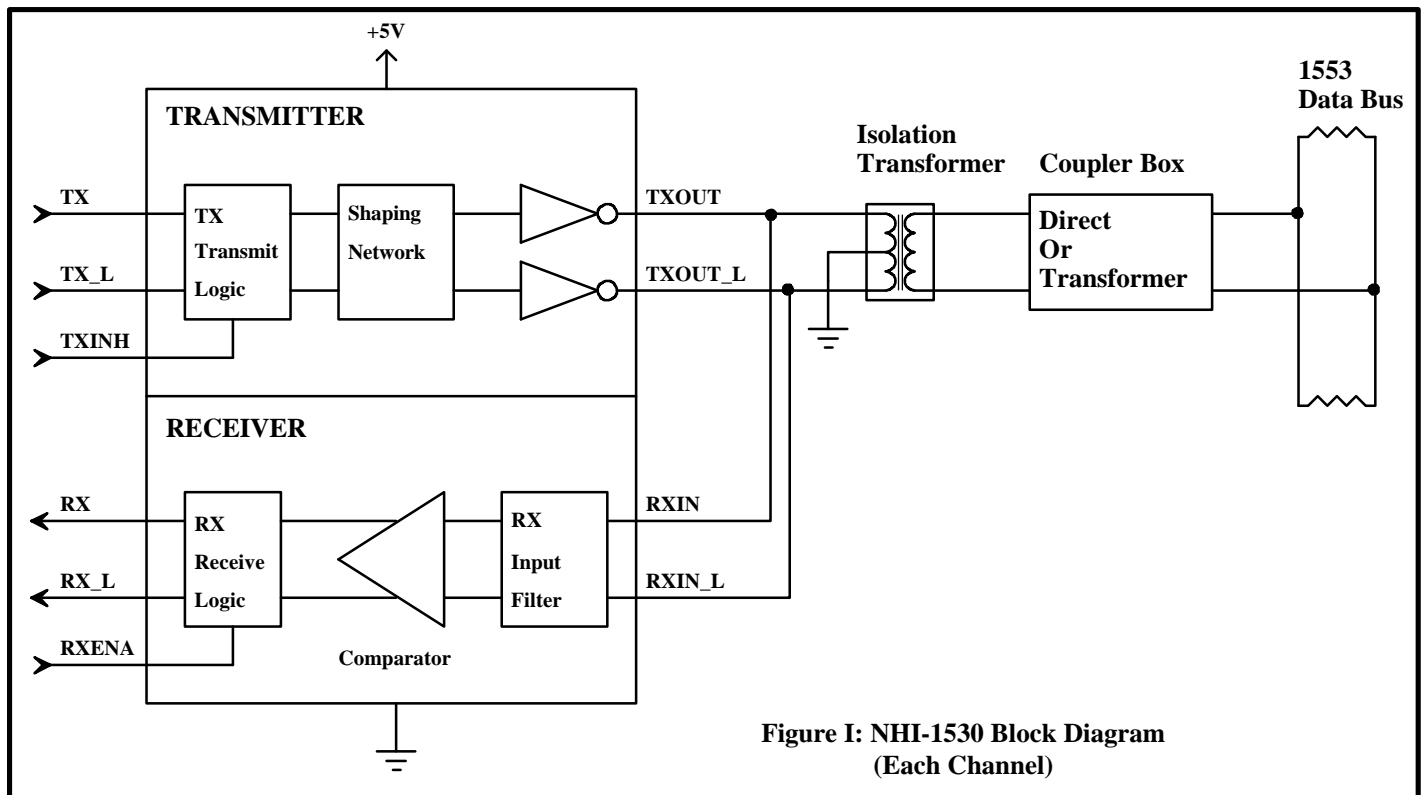 +5V
1553
Data Bus
TRANSMITTER
Isolation
Transformer
Coupler Box
TX
TX
Transmit
Logic
Shaping
Network
TXOUT
Direct
Or
Transformer
TX_L
TXOUT_L
TXINH
RECEIVER
RX
RX
Receive
Logic
RX
Input
Filter
RXIN
RX_L
RXIN_L
RXENA
Comparator
Figure I: NHI-1530 Block Diagram
(Each Channel)